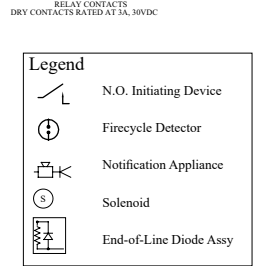 RELAY CONTACTS
DRY CONTACTS RATED AT 3A, 30VDC
Legend
N.O. Initiating Device
Firecycle Detector
Notification Appliance
S
Solenoid
End-of-Line Diode Assy